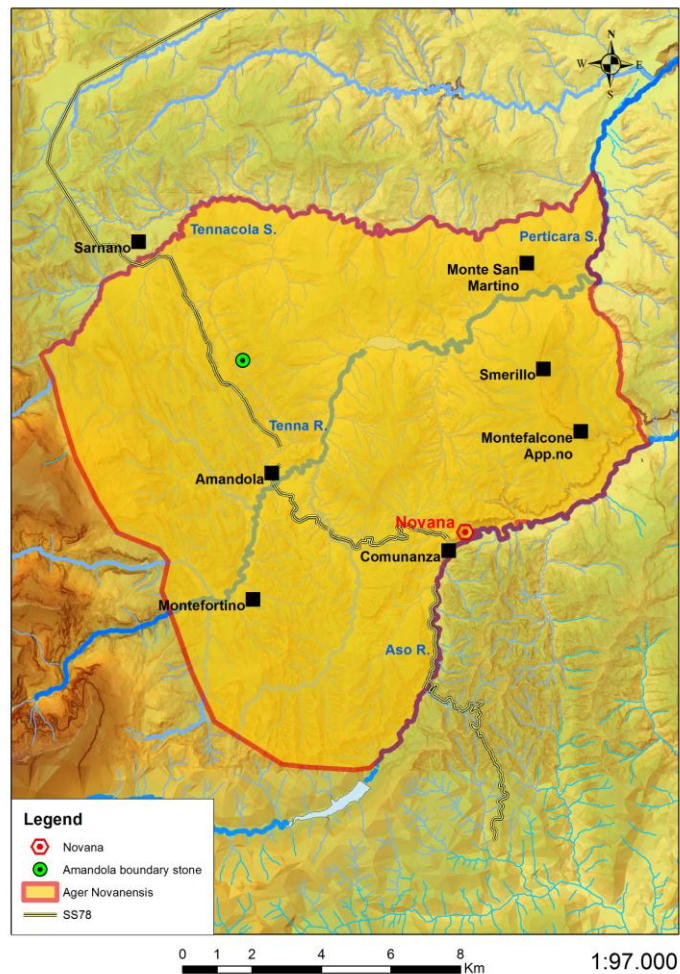 N
W E
S
Tennacola S.
Sarnano
Perticara S.
Monte San
Martino
Smerillo
Tenna R.
Montefalcone
App.no
Amandola
Novana
Comunanza
Montefortino
Aso R.
Legend
Novana
Amandola boundary stone
Ager Novanensis
SS78
0 1 2 4 6 8
Km
1:97.000